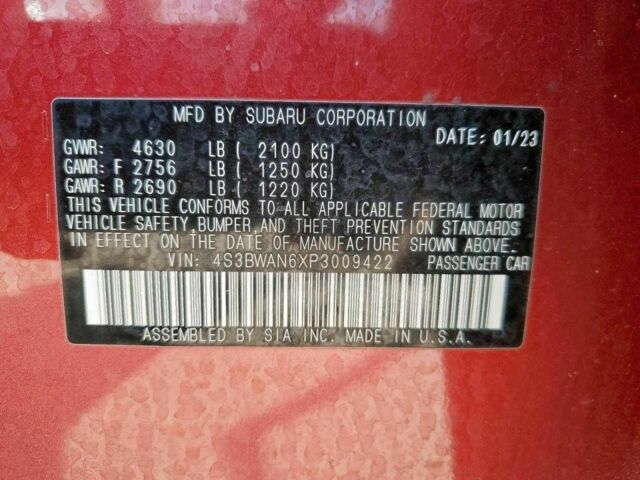 MFD BY SUBARU CORPORATION
DATE: 01/23
GVWR: 4630 LB ( 2100 KG)
GAWR: F 2756 LB ( 1250 KG)
GAWR: R 2690 LB ( 1220 KG)
THIS VEHICLE CONFORMS TO ALL APPLICABLE FEDERAL MOTOR
VEHICLE SAFETY, BUMPER, AND THEFT PREVENTION STANDARDS
IN EFFECT ON THE DATE OF MANUFACTURE SHOWN ABOVE.
VIN: 4S3BWAN6XP3009422 PASSENGER CAR
ASSEMBLED BY SIA INC. MADE IN U.S.A.